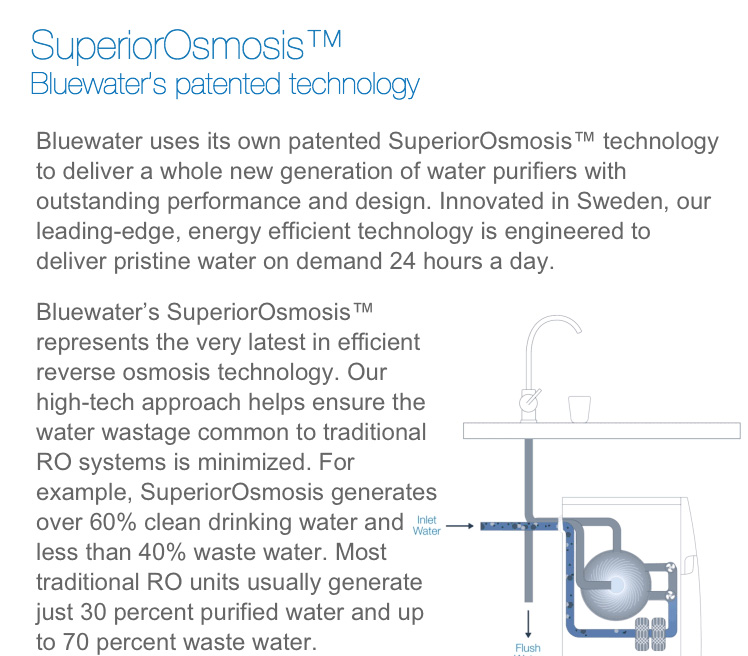 SuperiorOsmosis™
Bluewater's patented technology
Bluewater uses its own patented SuperiorOsmosis™ technology
to deliver a whole new generation of water purifiers with
outstanding performance and design. Innovated in Sweden, our
leading-edge, energy efficient technology is engineered to
deliver pristine water on demand 24 hours a day.
Bluewater’s SuperiorOsmosis™
represents the very latest in efficient
reverse osmosis technology. Our
high-tech approach helps ensure the
water wastage common to traditional
RO systems is minimized. For
example, SuperiorOsmosis generates
over 60% clean drinking water and
less than 40% waste water. Most
traditional RO units usually generate
just 30 percent purified water and up
to 70 percent waste water.
Inlet
Water
Flush